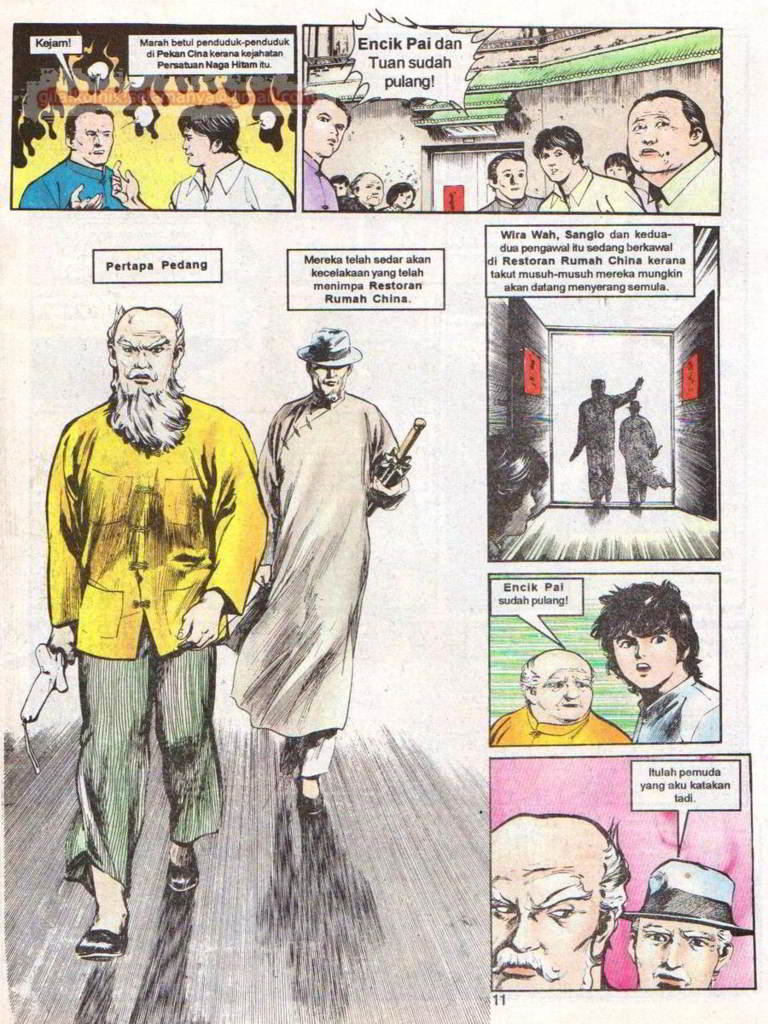 Kejam!
Marah betul penduduk-penduduk
di Pekan Cina kerana kejahatan
Persatuan Naga Hitam itu.
Encik Pai dan
Tuan sudah
pulang!
Pertapa Pedang
Mereka telah sedar akan
kecelakaan yang telah
menimpa Restoran
Rumah China.
Wira Wah, Sanglo dan kedua-
dua pengawal itu sedang berkawal
di Restoran Rumah China kerana
takut musuh-musuh mereka mungkin
akan datang menyerang semula.
Encik Pai
sudah pulang!
Itulah pemuda
yang aku katakan
tadi.
11